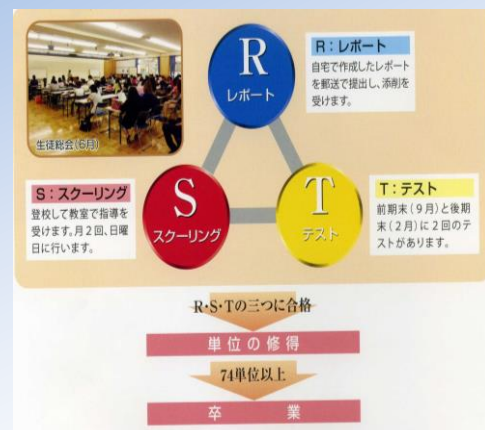 生徒総会(6月)
R
レポート
R：レポート
自宅で作成したレポート
を郵送で提出し、添削を
受けます。
S：スクーリング
登校して教室で指導を
受けます。月2回、日曜
日に行います。
S
スクーリング
T
テスト
T：テスト
前期末(9月)と後期
末(2月)に2回のテ
ストがあります。
R・S・Tの三つに合格
単位の修得
74単位以上
卒業